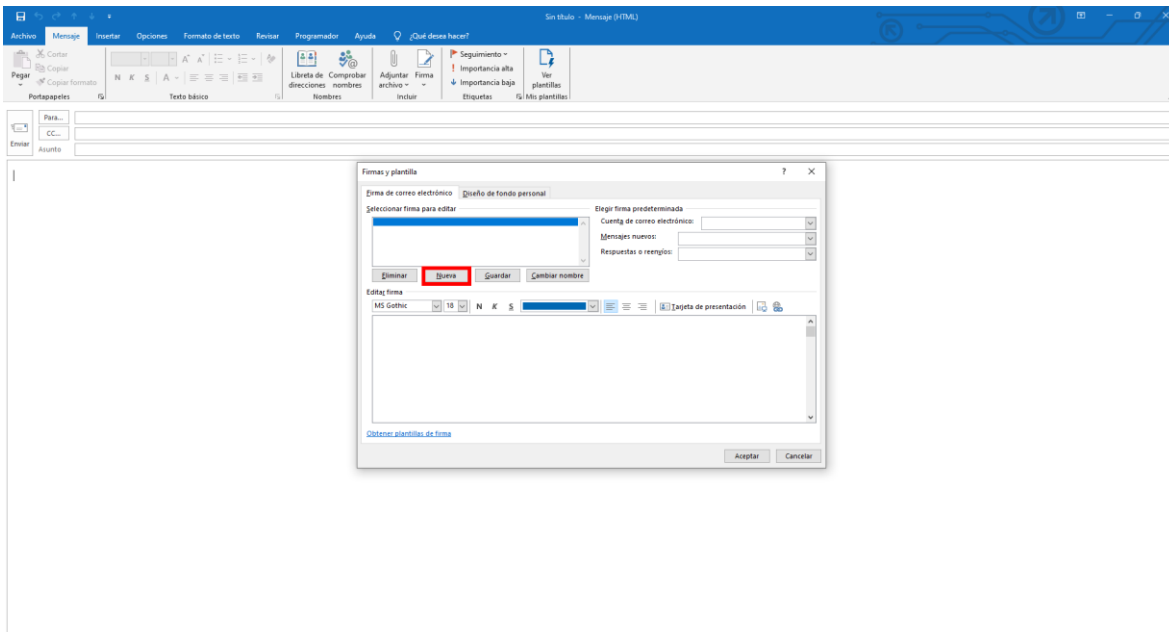 Sin título - Mensaje (HTML)
Archivo Mensaje Insertar Opciones Formato de texto Revisar Programador Ayuda ¿Qué desea hacer?
Pegar
Cortar
Copiar
Copiar formato
Portapapeles
N K S A
Texto básico
Libreta de direcciones
Comprobar nombres
Nombres
Adjuntar archivo
Firma
Incluir
Seguimiento
Importancia alta
Importancia baja
Etiquetas
Ver plantillas
Mis plantillas
Enviar
Para...
CC...
Asunto
Firmas y plantilla ? ×
Firma de correo electrónico Diseño de fondo personal
Seleccionar firma para editar
Eliminar Nueva Guardar Cambiar nombre
Elegir firma predeterminada
Cuenta de correo electrónico:
Mensajes nuevos:
Respuestas o reenvíos:
Editar firma
MS Gothic 18 N K S Tarjeta de presentación
Obtener plantillas de firma
Aceptar Cancelar